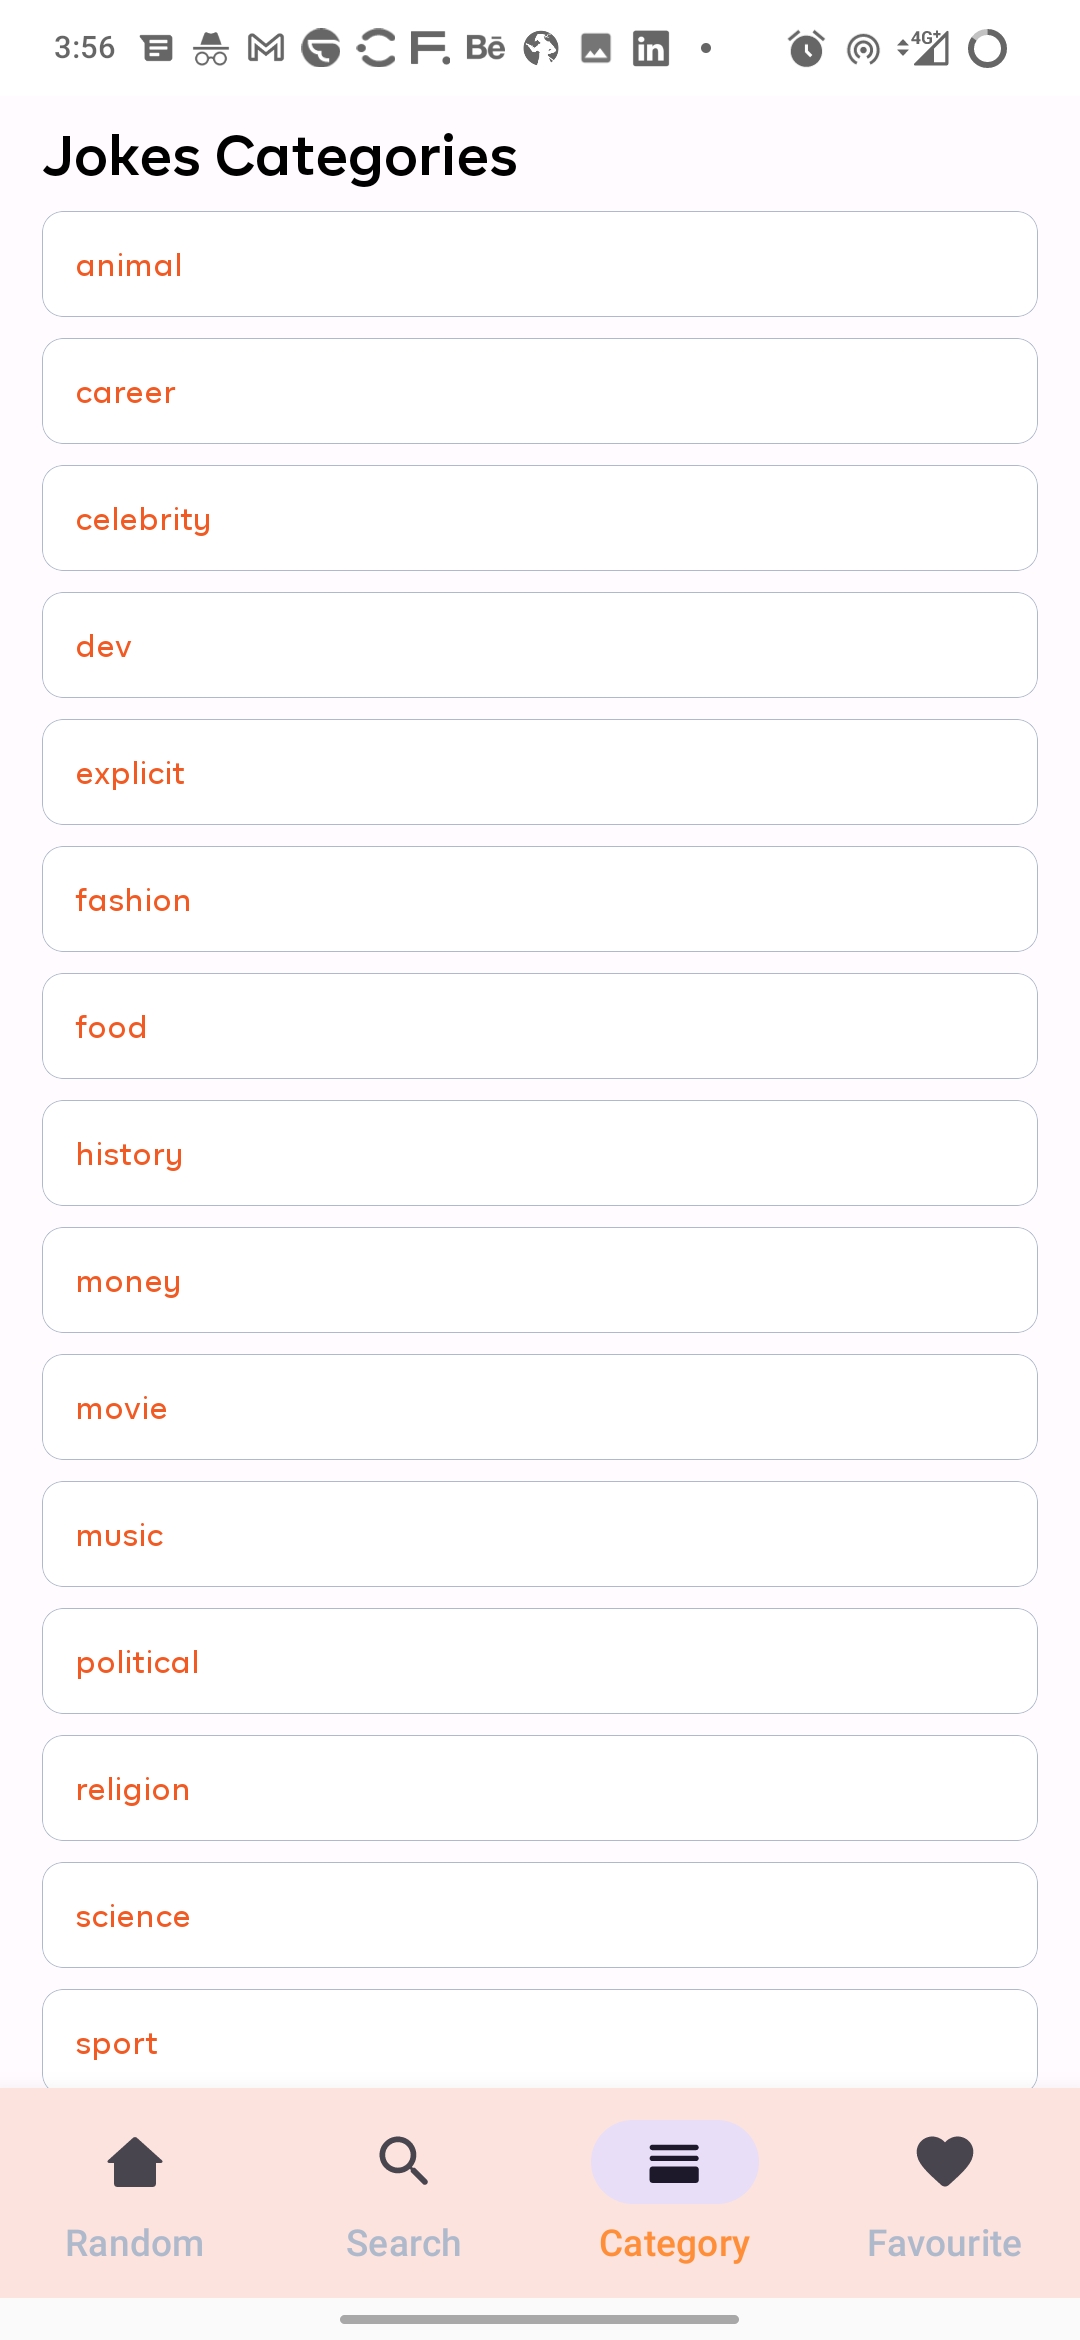 3:56 Bē in 4G+
Jokes Categories
animal
career
celebrity
dev
explicit
fashion
food
history
money
movie
music
political
religion
science
sport
Random Search Category Favourite